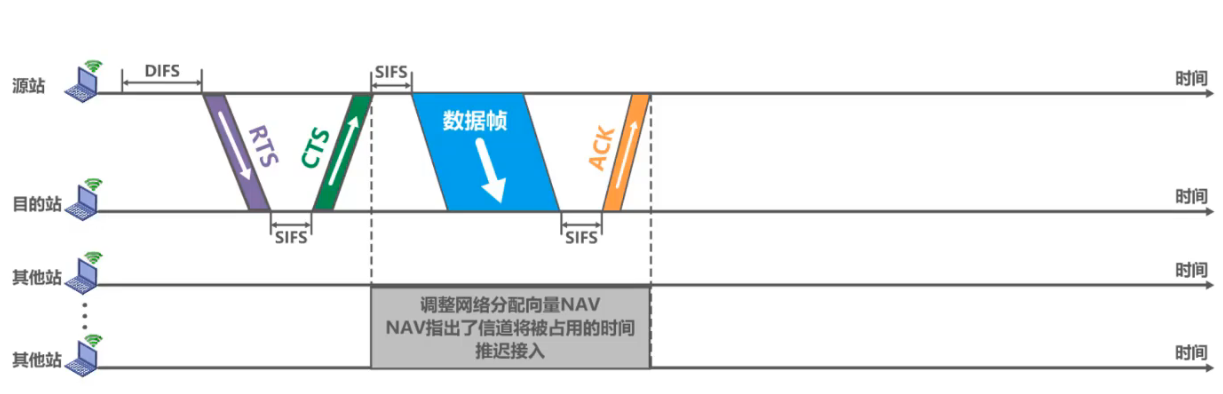 DIFS
SIFS
源站
时间
RTS
CTS
数据帧
ACK
目的站
时间
SIFS
SIFS
其他站
时间
调整网络分配向量NAV
NAV指出了信道将被占用的时间
推迟接入
其他站
时间